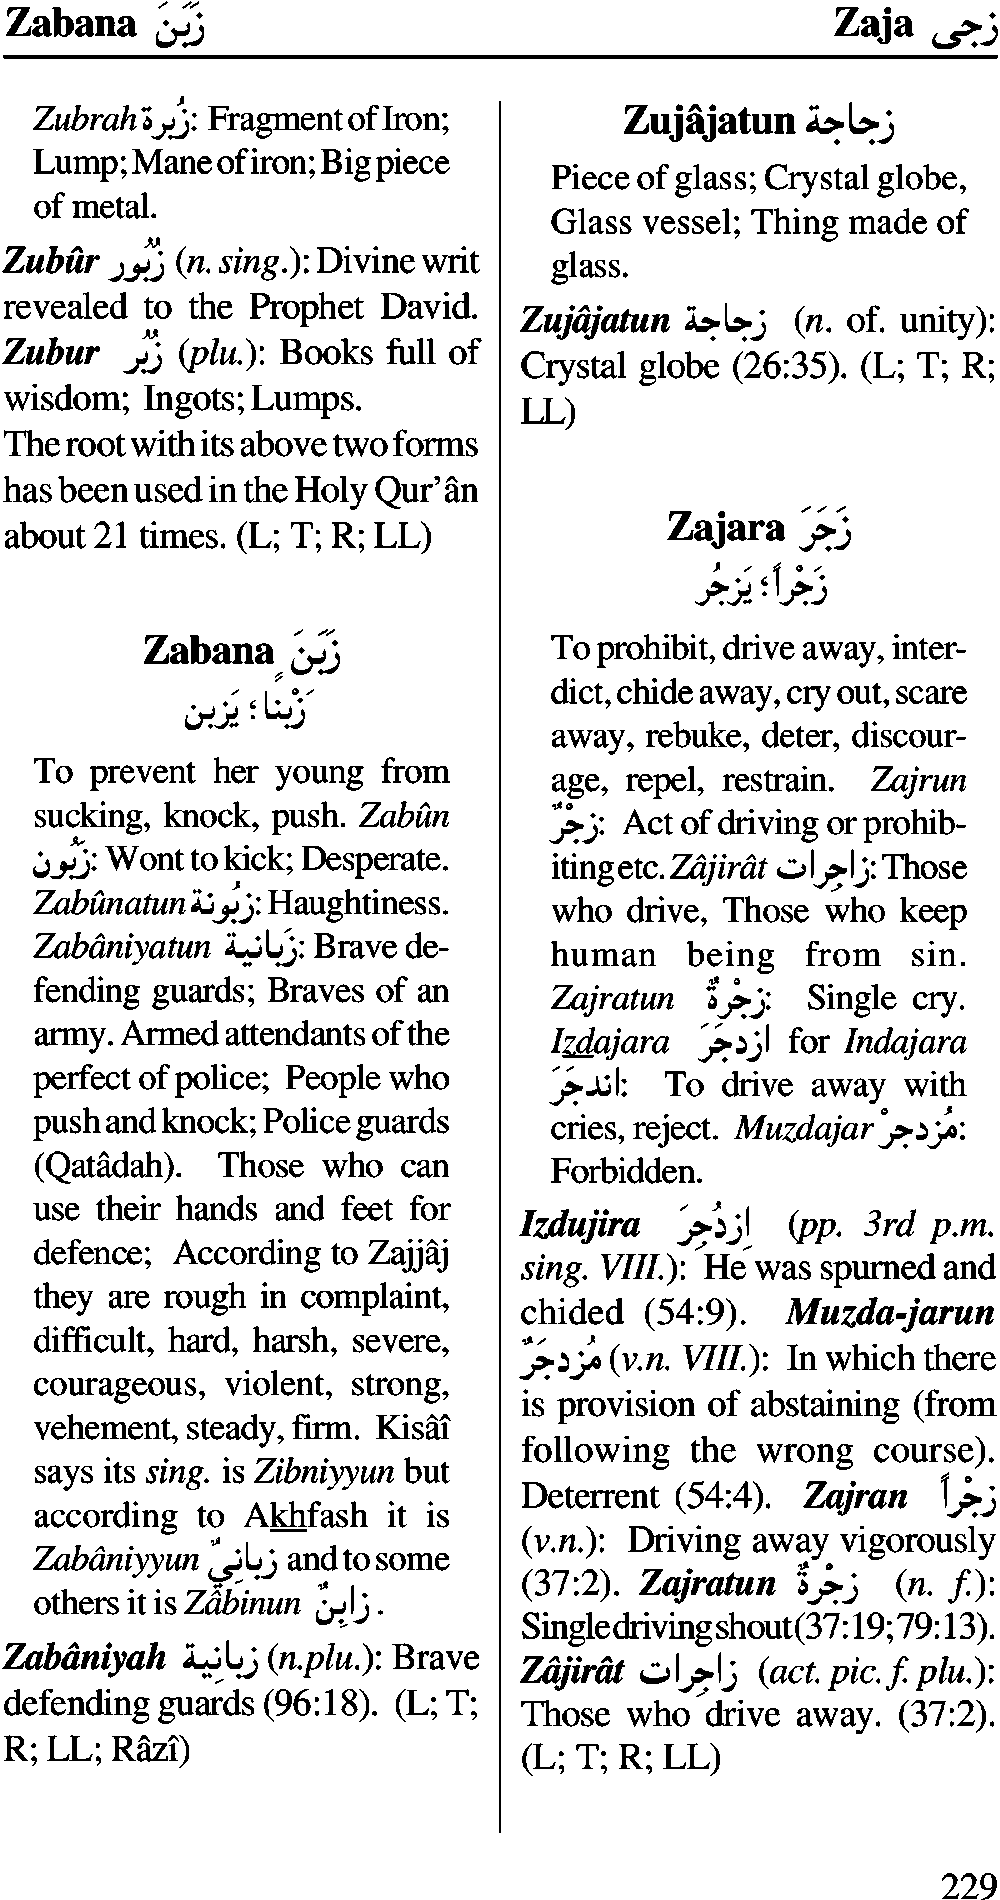 Zabana زَبَنَ
Zaja زجى
Zubrah زُبرة: Fragment of Iron;
Lump; Mane of iron; Big piece
of metal.
Zubûr زَّبُور (n. sing.): Divine writ
revealed to the Prophet David.
Zubur زُّبُر (plu.): Books full of
wisdom; Ingots; Lumps.
The root with its above two forms
has been used in the Holy Qur’ân
about 21 times. (L; T; R; LL)
Zabana زَبَنَ
زَبْناً؛ يَزبِن
To prevent her young from
sucking, knock, push. Zabûn
زَبُون: Wont to kick; Desperate.
Zabûnatun زَبُونة: Haughtiness.
Zabâniyatun زَبانية: Brave de-
fending guards; Braves of an
army. Armed attendants of the
perfect of police; People who
push and knock; Police guards
(Qatâdah). Those who can
use their hands and feet for
defence; According to Zajjâj
they are rough in complaint,
difficult, hard, harsh, severe,
courageous, violent, strong,
vehement, steady, firm. Kisâî
says its sing. is Zibniyyun but
according to Akhfash it is
Zabâniyyun زبانِيٌّ and to some
others it is Zâbinun زابِنٌ .
Zabâniyah زبانِية (n.plu.): Brave
defending guards (96:18). (L; T;
R; LL; Râzî)
Zujâjatun زجاجة
Piece of glass; Crystal globe,
Glass vessel; Thing made of
glass.
Zujâjatun زجاجة (n. of. unity):
Crystal globe (26:35). (L; T; R;
LL)
Zajara زَجَرَ
زَجْراً؛ يَزجُر
To prohibit, drive away, inter-
dict, chide away, cry out, scare
away, rebuke, deter, discour-
age, repel, restrain. Zajrun
زجْرٌ: Act of driving or prohib-
iting etc. Zâjirât زاجِرات: Those
who drive, Those who keep
human being from sin.
Zajratun زجْرةٌ: Single cry.
Izdajara ازدجَرَ for Indajara
اندجَرَ: To drive away with
cries, reject. Muzdajar مُزدجرْ:
Forbidden.
Izdujira اِزدُجِرَ (pp. 3rd p.m.
sing. VIII.): He was spurned and
chided (54:9). Muzda-jarun
مُزدجَرٌ (v.n. VIII.): In which there
is provision of abstaining (from
following the wrong course).
Deterrent (54:4). Zajran زجْراً
(v.n.): Driving away vigorously
(37:2). Zajratun زجْرةٌ (n. f.):
Single driving shout (37:19; 79:13).
Zâjirât زاجِرات (act. pic. f. plu.):
Those who drive away. (37:2).
(L; T; R; LL)
229